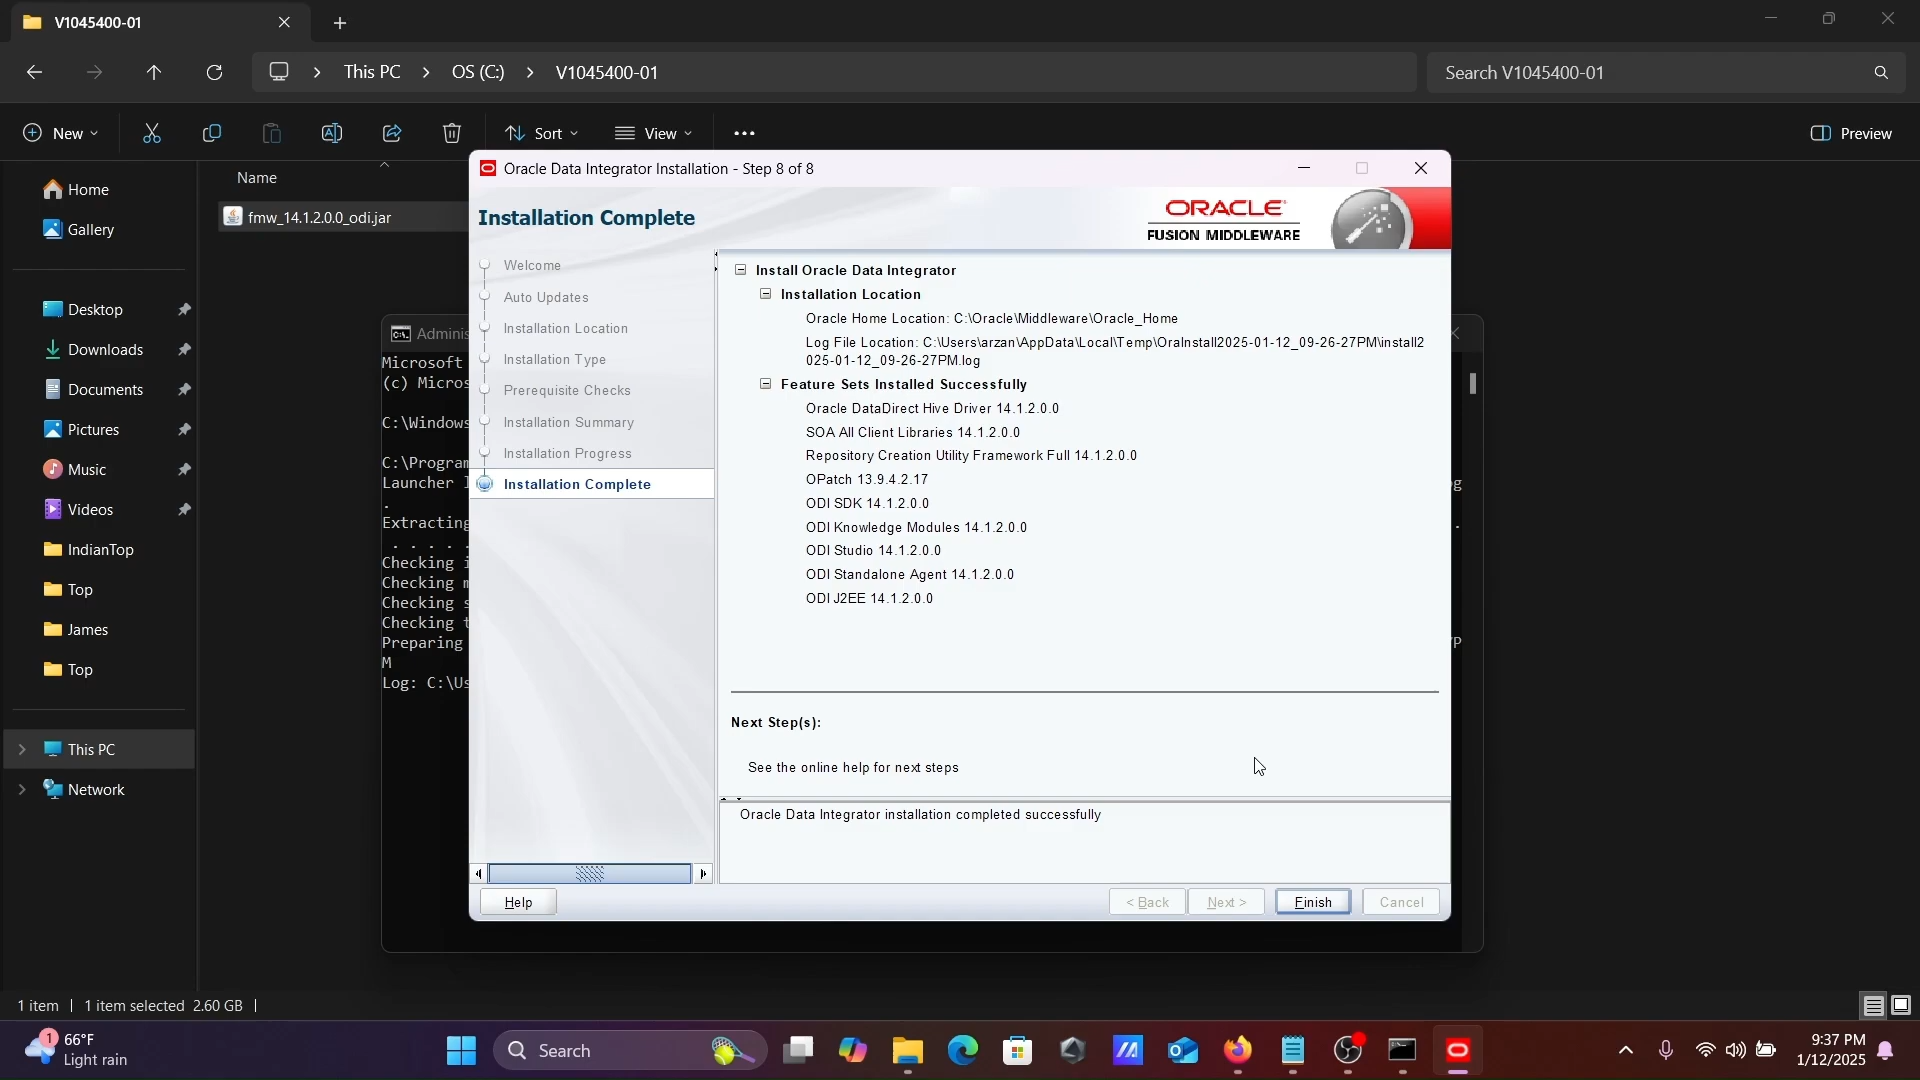 V1045400-01
This PC
OS (C:)
V1045400-01
Search V1045400-01
New
Sort
View
Preview
Home
Gallery
Desktop
Downloads
Documents
Pictures
Music
Videos
IndianTop
Top
James
Top
This PC
Network
Name
fmw_14.1.2.0.0_odi.jar
Adminis
Microsoft
(c) Micros
C:\Windows
C:\Program
Launcher l
.
Extracting
. . . . .
Checking i
Checking m
Checking s
Checking t
Preparing
M
Log: C:\Us
og
.
/P
Oracle Data Integrator Installation - Step 8 of 8
Installation Complete
ORACLE
FUSION MIDDLEWARE
Welcome
Auto Updates
Installation Location
Installation Type
Prerequisite Checks
Installation Summary
Installation Progress
Installation Complete
Install Oracle Data Integrator
Installation Location
Oracle Home Location: C:\Oracle\Middleware\Oracle_Home
Log File Location: C:\Users\arzan\AppData\Local\Temp\OraInstall2025-01-12_09-26-27PM\install2
025-01-12_09-26-27PM.log
Feature Sets Installed Successfully
Oracle DataDirect Hive Driver 14.1.2.0.0
SOA All Client Libraries 14.1.2.0.0
Repository Creation Utility Framework Full 14.1.2.0.0
OPatch 13.9.4.2.17
ODI SDK 14.1.2.0.0
ODI Knowledge Modules 14.1.2.0.0
ODI Studio 14.1.2.0.0
ODI Standalone Agent 14.1.2.0.0
ODI J2EE 14.1.2.0.0
Next Step(s):
See the online help for next steps
Oracle Data Integrator installation completed successfully
Help
< Back
Next >
Finish
Cancel
1 item
1 item selected 2.60 GB
1
66°F
Light rain
Search
9:37 PM
1/12/2025